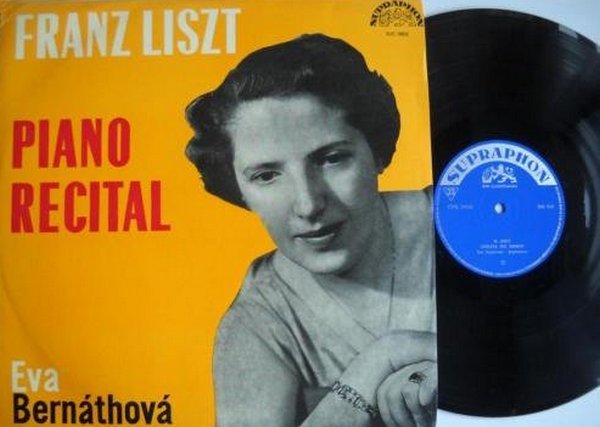 FRANZ LISZT
SUPRAPHON
PIANO
RECITAL
Eva
Bernáthová
SUPRAPHON